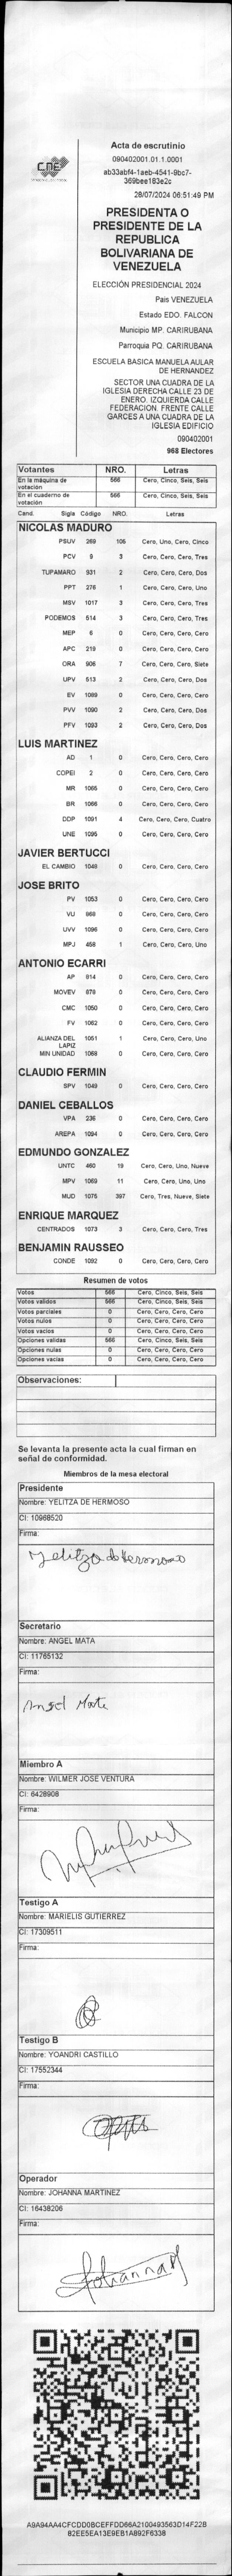 CNE
Acta de escrutinio
090402001.01.1.0001
ab33abf4-1aeb-4541-9bc7-
369bee183e2c
28/07/2024 06:51:49 PM
PRESIDENTA O
PRESIDENTE DE LA
REPUBLICA
BOLIVARIANA DE
VENEZUELA
ELECCIÓN PRESIDENCIAL 2024
Pais VENEZUELA
Estado EDO. FALCON
Municipio MP. CARIRUBANA
Parroquia PQ. CARIRUBANA
ESCUELA BASICA MANUELA AULAR
DE HERNANDEZ
SECTOR UNA CUADRA DE LA
IGLESIA DERECHA CALLE 23 DE
ENERO. IZQUIERDA CALLE
FEDERACION. FRENTE CALLE
GARCES A UNA CUADRA DE LA
IGLESIA EDIFICIO
090402001
968 Electores
Votantes NRO. Letras
En la máquina de votación 566 Cero, Cinco, Seis, Seis
En el cuaderno de votación 566 Cero, Cinco, Seis, Seis
Cand. Sigla Código NRO. Letras
NICOLAS MADURO
PSUV 269 105 Cero, Uno, Cero, Cinco
PCV 9 3 Cero, Cero, Cero, Tres
TUPAMARO 931 2 Cero, Cero, Cero, Dos
PPT 276 1 Cero, Cero, Cero, Uno
MSV 1017 3 Cero, Cero, Cero, Tres
PODEMOS 514 3 Cero, Cero, Cero, Tres
MEP 6 0 Cero, Cero, Cero, Cero
APC 219 0 Cero, Cero, Cero, Cero
ORA 906 7 Cero, Cero, Cero, Siete
UPV 513 2 Cero, Cero, Cero, Dos
EV 1089 0 Cero, Cero, Cero, Cero
PVV 1090 2 Cero, Cero, Cero, Dos
PFV 1093 2 Cero, Cero, Cero, Dos
LUIS MARTINEZ
AD 1 0 Cero, Cero, Cero, Cero
COPEI 2 0 Cero, Cero, Cero, Cero
MR 1065 0 Cero, Cero, Cero, Cero
BR 1066 0 Cero, Cero, Cero, Cero
DDP 1091 4 Cero, Cero, Cero, Cuatro
UNE 1095 0 Cero, Cero, Cero, Cero
JAVIER BERTUCCI
EL CAMBIO 1048 0 Cero, Cero, Cero, Cero
JOSE BRITO
PV 1053 0 Cero, Cero, Cero, Cero
VU 969 0 Cero, Cero, Cero, Cero
UVV 1096 0 Cero, Cero, Cero, Cero
MPJ 458 1 Cero, Cero, Cero, Uno
ANTONIO ECARRI
AP 914 0 Cero, Cero, Cero, Cero
MOVEV 879 0 Cero, Cero, Cero, Cero
CMC 1050 0 Cero, Cero, Cero, Cero
FV 1062 0 Cero, Cero, Cero, Cero
ALIANZA DEL LAPIZ 1051 1 Cero, Cero, Cero, Uno
MIN UNIDAD 1068 0 Cero, Cero, Cero, Cero
CLAUDIO FERMIN
SPV 1049 0 Cero, Cero, Cero, Cero
DANIEL CEBALLOS
VPA 236 0 Cero, Cero, Cero, Cero
AREPA 1094 0 Cero, Cero, Cero, Cero
EDMUNDO GONZALEZ
UNTC 460 19 Cero, Cero, Uno, Nueve
MPV 1069 11 Cero, Cero, Uno, Uno
MUD 1075 397 Cero, Tres, Nueve, Siete
ENRIQUE MARQUEZ
CENTRADOS 1073 3 Cero, Cero, Cero, Tres
BENJAMIN RAUSSEO
CONDE 1092 0 Cero, Cero, Cero, Cero
Resumen de votos
Votos 566 Cero, Cinco, Seis, Seis
Votos validos 566 Cero, Cinco, Seis, Seis
Votos parciales 0 Cero, Cero, Cero, Cero
Votos nulos 0 Cero, Cero, Cero, Cero
Votos vacios 0 Cero, Cero, Cero, Cero
Opciones validas 566 Cero, Cinco, Seis, Seis
Opciones nulas 0 Cero, Cero, Cero, Cero
Opciones vacias 0 Cero, Cero, Cero, Cero
Observaciones:
Se levanta la presente acta la cual firman en
señal de conformidad.
Miembros de la mesa electoral
Presidente
Nombre: YELITZA DE HERMOSO
CI: 10968520
Firma:
Yelitza de Hermoso
Secretario
Nombre: ANGEL MATA
CI: 11765132
Firma:
Angel Mata
Miembro A
Nombre: WILMER JOSE VENTURA
CI: 6428908
Firma:
Testigo A
Nombre: MARIELIS GUTIERREZ
CI: 17309511
Firma:
Testigo B
Nombre: YOANDRI CASTILLO
CI: 17552344
Firma:
Operador
Nombre: JOHANNA MARTINEZ
CI: 16438206
Firma:
Johanna M
A9A94AA4CFCDD0BCEFFDD66A2100493563D14F22B
82EE5EA13E9EB1A892F6338